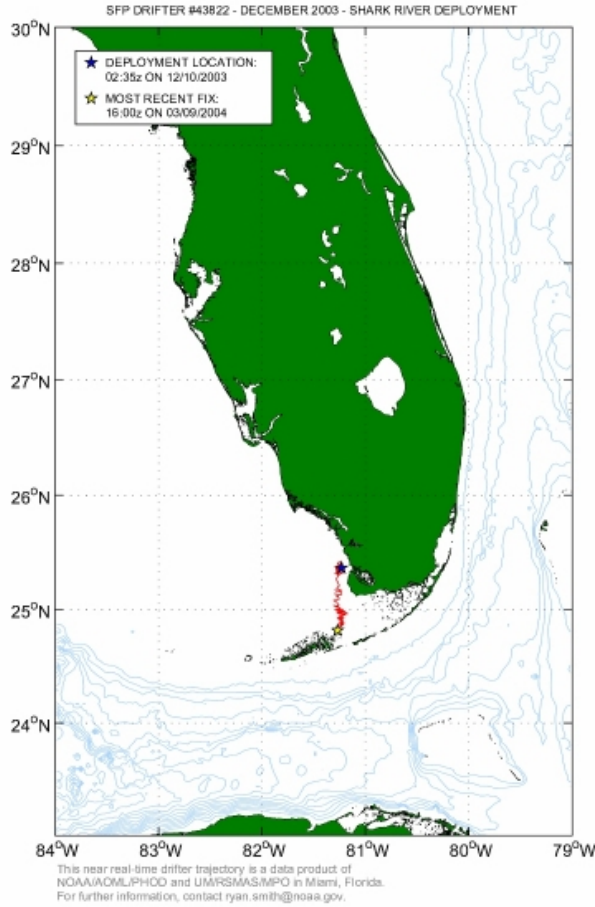 SFP DRIFTER #43822 - DECEMBER 2003 - SHARK RIVER DEPLOYMENT
30°N
DEPLOYMENT LOCATION:
02:35z ON 12/10/2003
MOST RECENT FIX:
16:00z ON 03/09/2004
29°N
28°N
27°N
26°N
25°N
24°N
84°W 83°W 82°W 81°W 80°W 79°W
This near real-time drifter trajectory is a data product of
NOAA/AOML/PHOD and UM/RSMAS/MPO in Miami, Florida.
For further information, contact ryan.smith@noaa.gov.